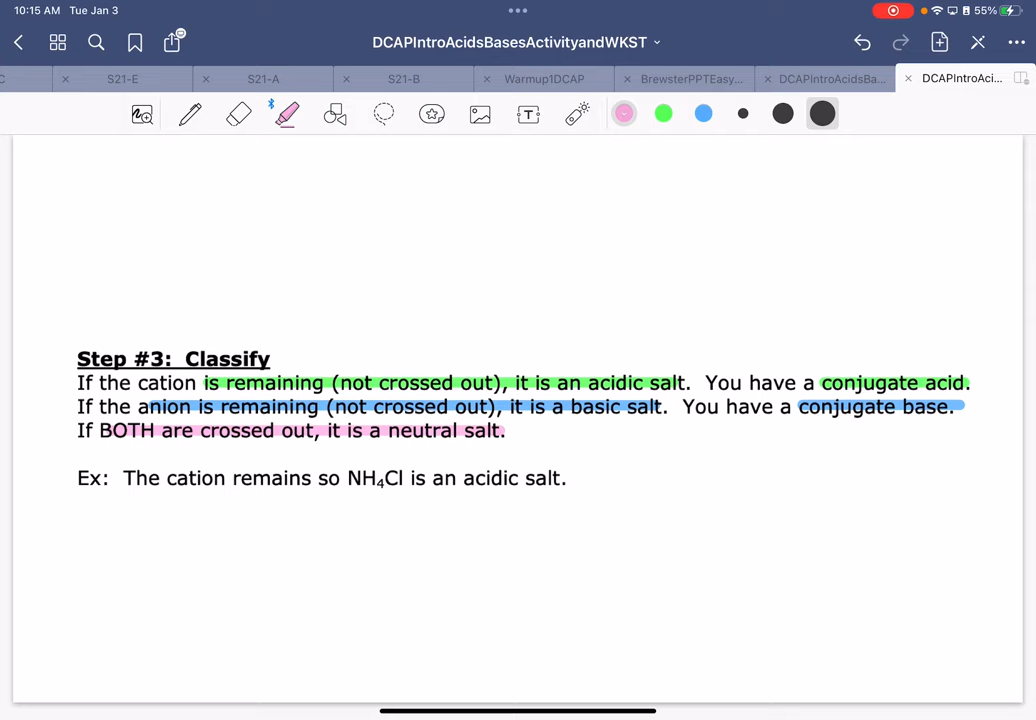 10:15 AM Tue Jan 3
55%
DCAPIntroAcidsBasesActivityandWKST
C
S21-E
S21-A
S21-B
Warmup1DCAP
BrewsterPPTEasy...
DCAPIntroAcidsBa...
DCAPIntroAci...
T
Step #3: Classify
If the cation is remaining (not crossed out), it is an acidic salt. You have a conjugate acid.
If the anion is remaining (not crossed out), it is a basic salt. You have a conjugate base.
If BOTH are crossed out, it is a neutral salt.
Ex: The cation remains so NH₄Cl is an acidic salt.